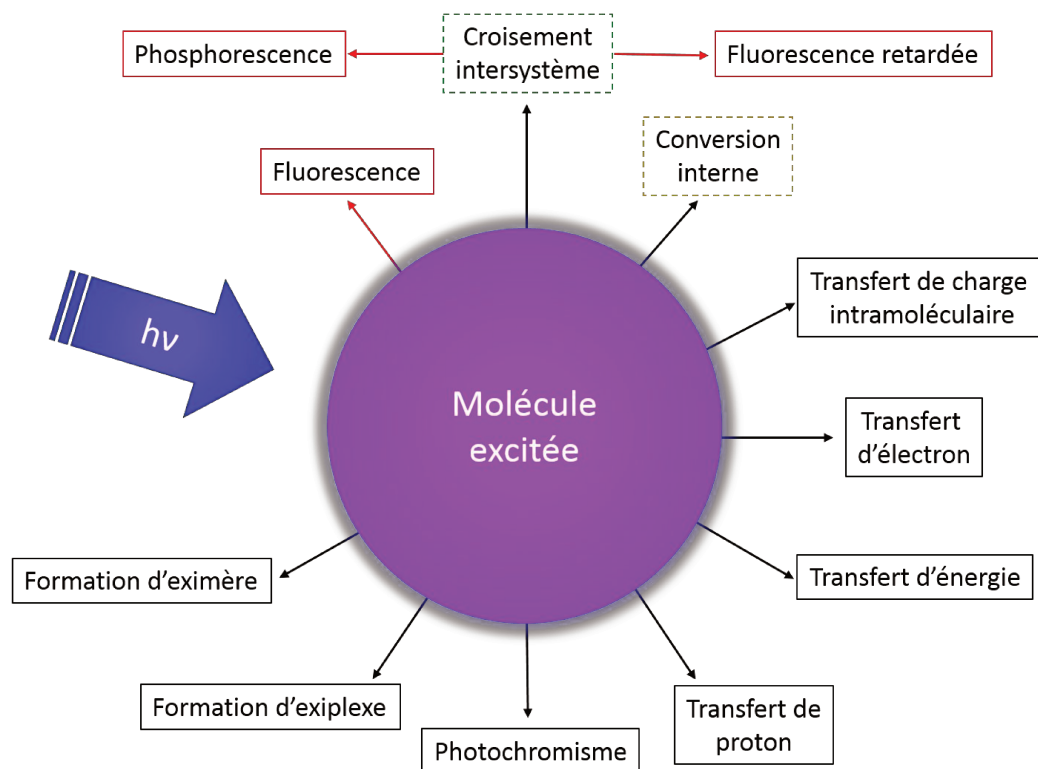 Croisement
intersystème
Phosphorescence
Fluorescence retardée
Conversion
interne
Fluorescence
Transfert de charge
intramoléculaire
hν
Molécule
excitée
Transfert
d’électron
Formation d’eximère
Transfert d’énergie
Formation d’exiplexe
Photochromisme
Transfert de
proton